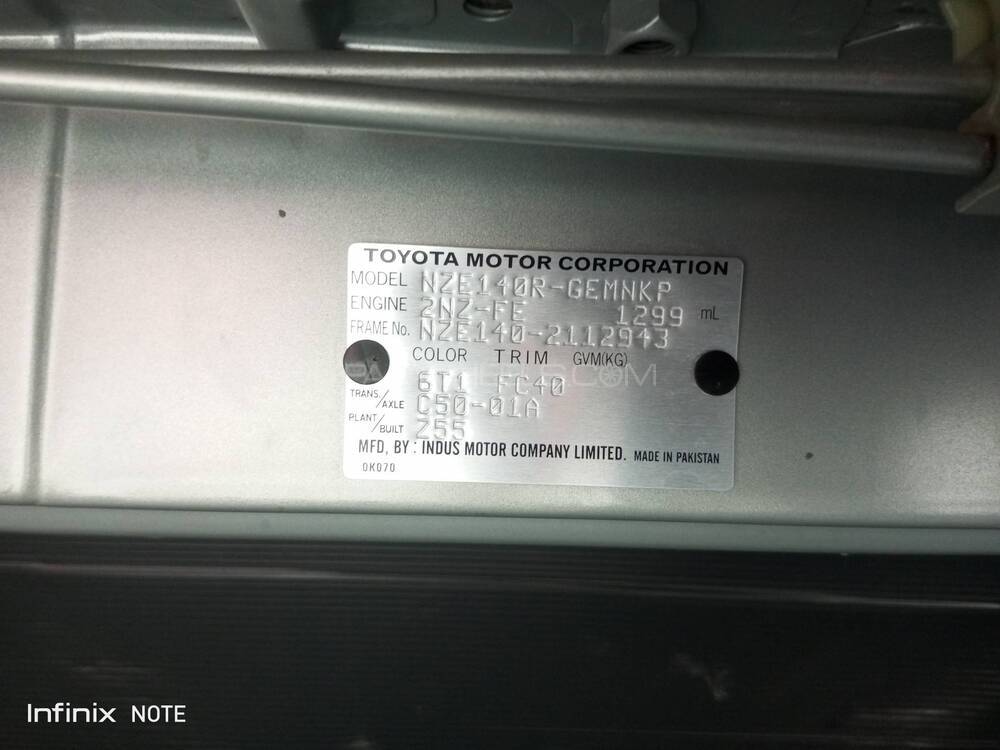 TOYOTA MOTOR CORPORATION
MODEL NZE140R-GEMNKP
ENGINE 2NZ-FE 1299 mL
FRAME No. NZE140-2112943
COLOR TRIM GVM(KG)
6T1 FC40
TRANS./AXLE C50-01A
PLANT/BUILT Z55
MFD, BY : INDUS MOTOR COMPANY LIMITED. MADE IN PAKISTAN
0K070
Infinix NOTE